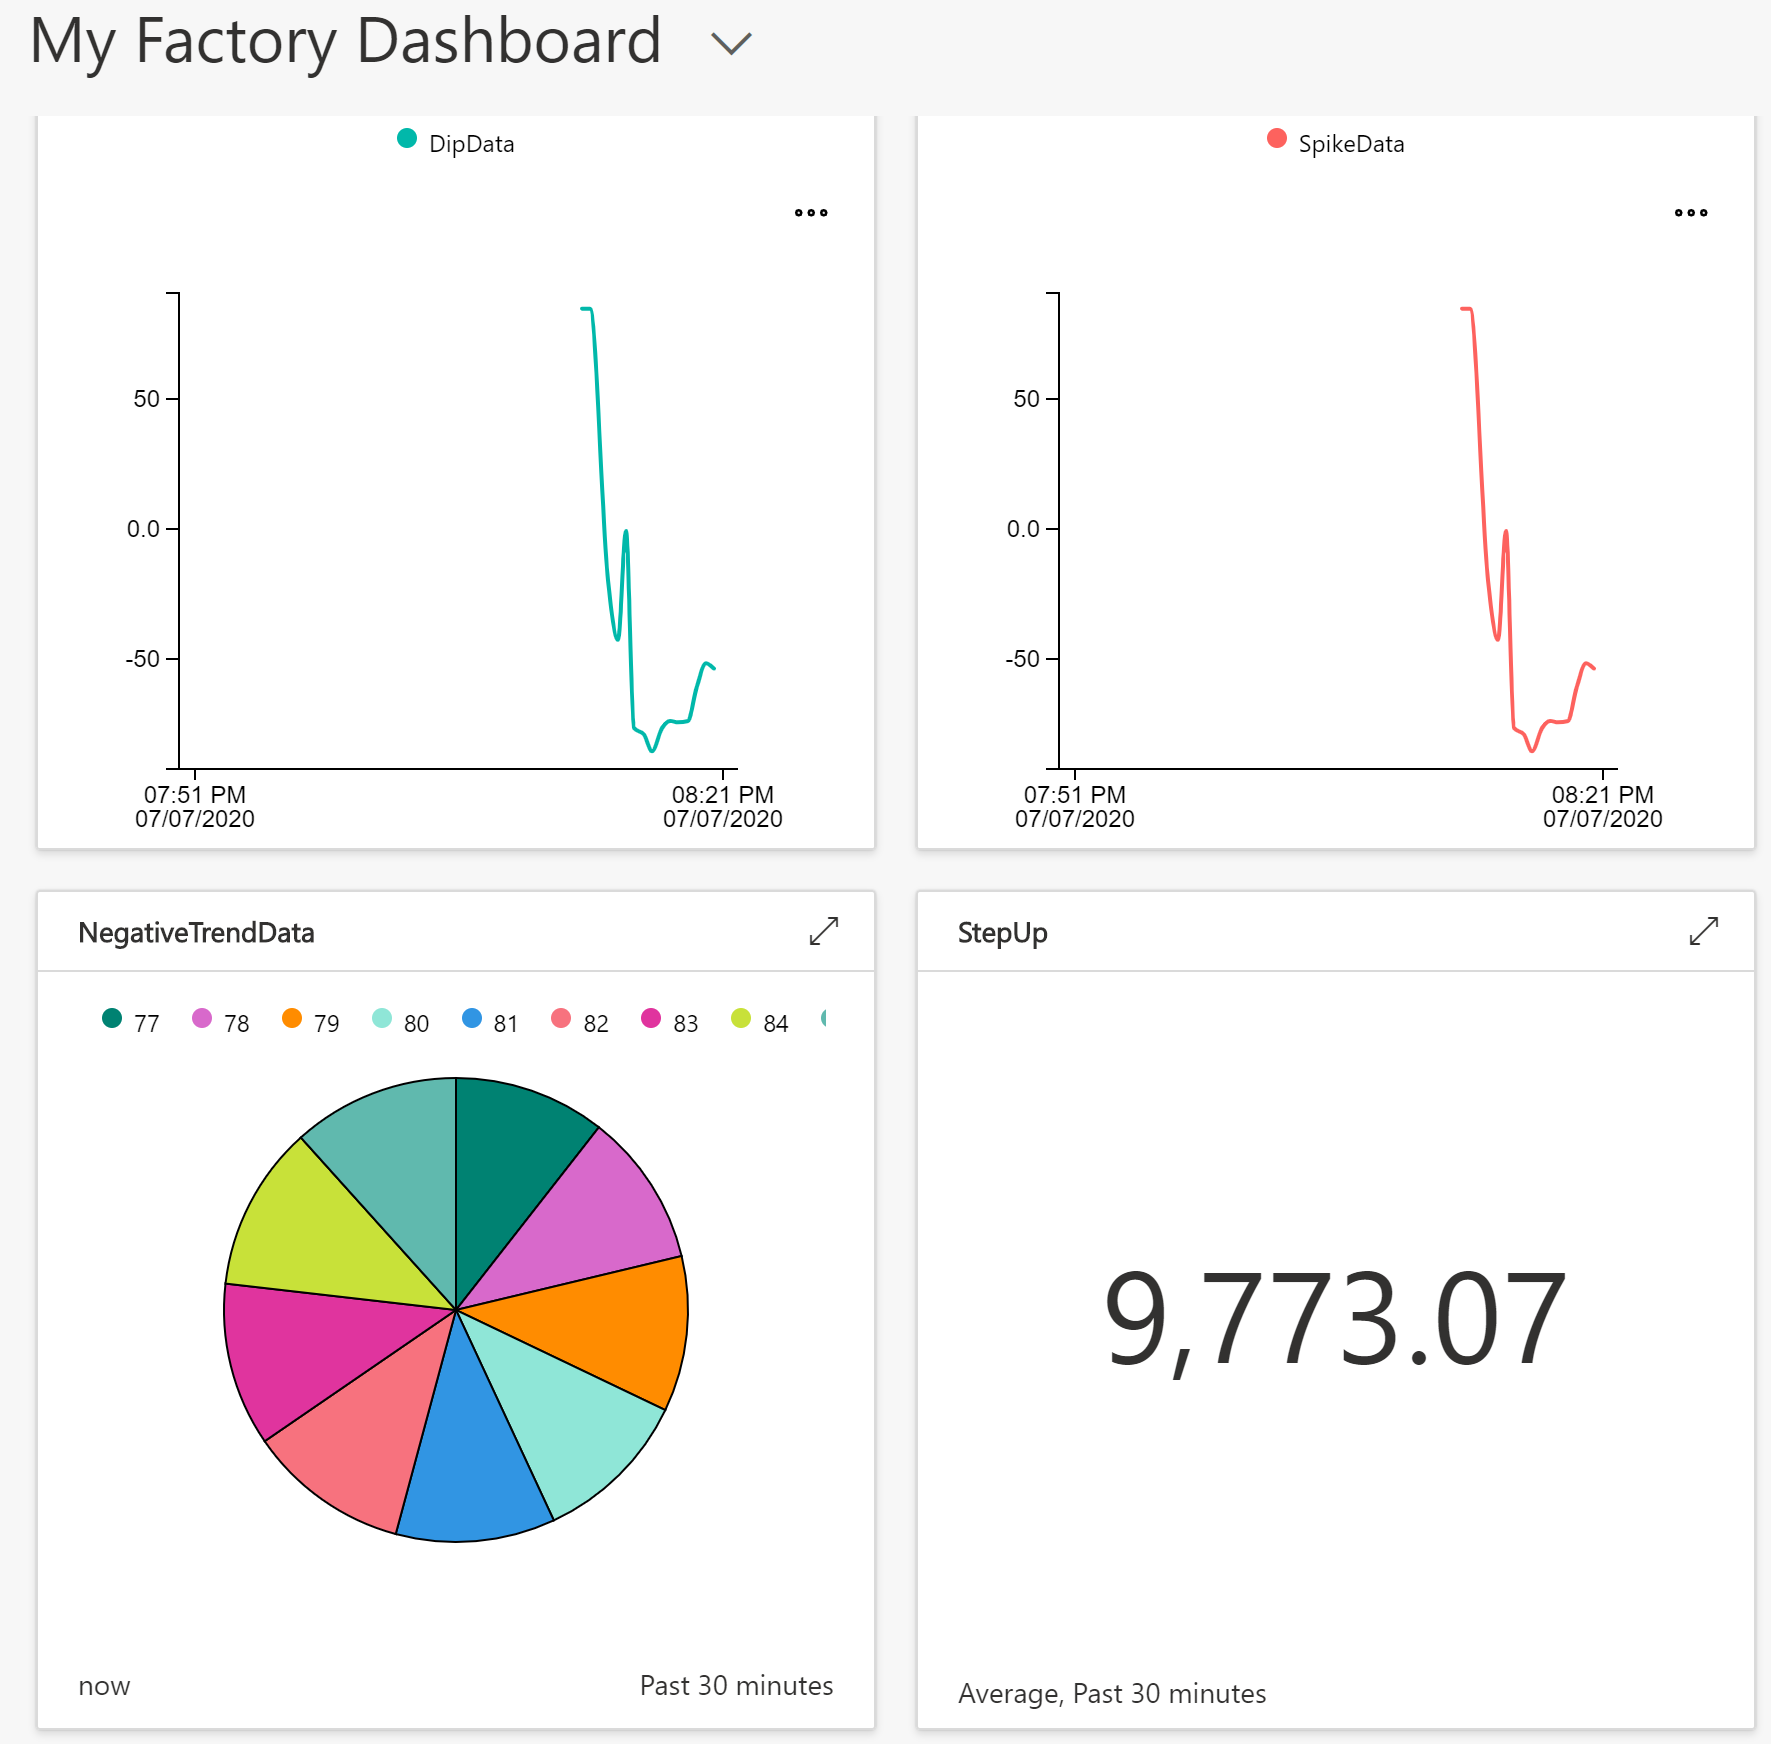 My Factory Dashboard
DipData
50
0.0
-50
07:51 PM
07/07/2020
08:21 PM
07/07/2020
SpikeData
50
0.0
-50
07:51 PM
07/07/2020
08:21 PM
07/07/2020
NegativeTrendData
77 78 79 80 81 82 83 84
now
Past 30 minutes
StepUp
9,773.07
Average, Past 30 minutes